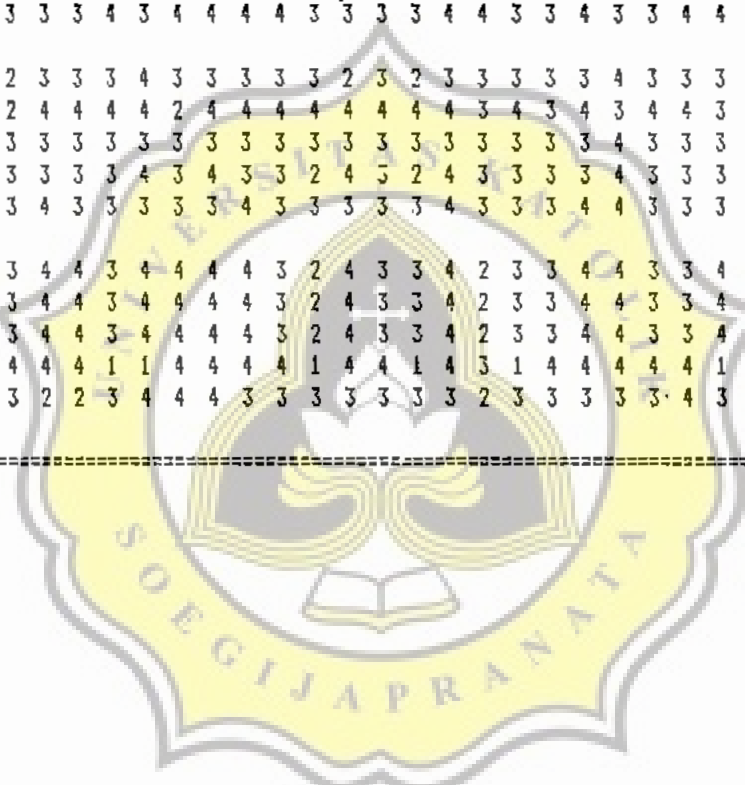 3 3 3 4 3 4 4 4 4 3 3 3 3 4 4 3 3 4 3 3 4 4
2 3 3 3 4 3 3 3 3 3 2 3 2 3 3 3 3 3 4 3 3 3
2 4 4 4 4 2 4 4 4 4 4 4 4 4 3 4 3 4 3 4 4 3
3 3 3 3 3 3 3 3 3 3 3 3 3 3 3 3 3 3 4 3 3 3
3 3 3 3 4 3 4 3 3 2 4 3 2 4 3 3 3 3 4 3 3 3
3 4 3 3 3 3 3 4 3 3 3 3 3 4 3 3 3 4 4 3 3 3
3 4 4 3 4 4 4 4 3 2 4 3 3 4 2 3 3 4 4 3 3 4
3 4 4 3 4 4 4 4 3 2 4 3 3 4 2 3 3 4 4 3 3 4
3 4 4 3 4 4 4 4 3 2 4 3 3 4 2 3 3 4 4 3 3 4
4 4 4 1 1 4 4 4 4 1 4 4 1 4 3 1 4 4 4 4 4 1
3 2 2 3 4 4 4 3 3 3 3 3 3 3 2 3 3 3 3 3 4 3
UNIVERSITAS KATOLIK
SOEGIJAPRANATA